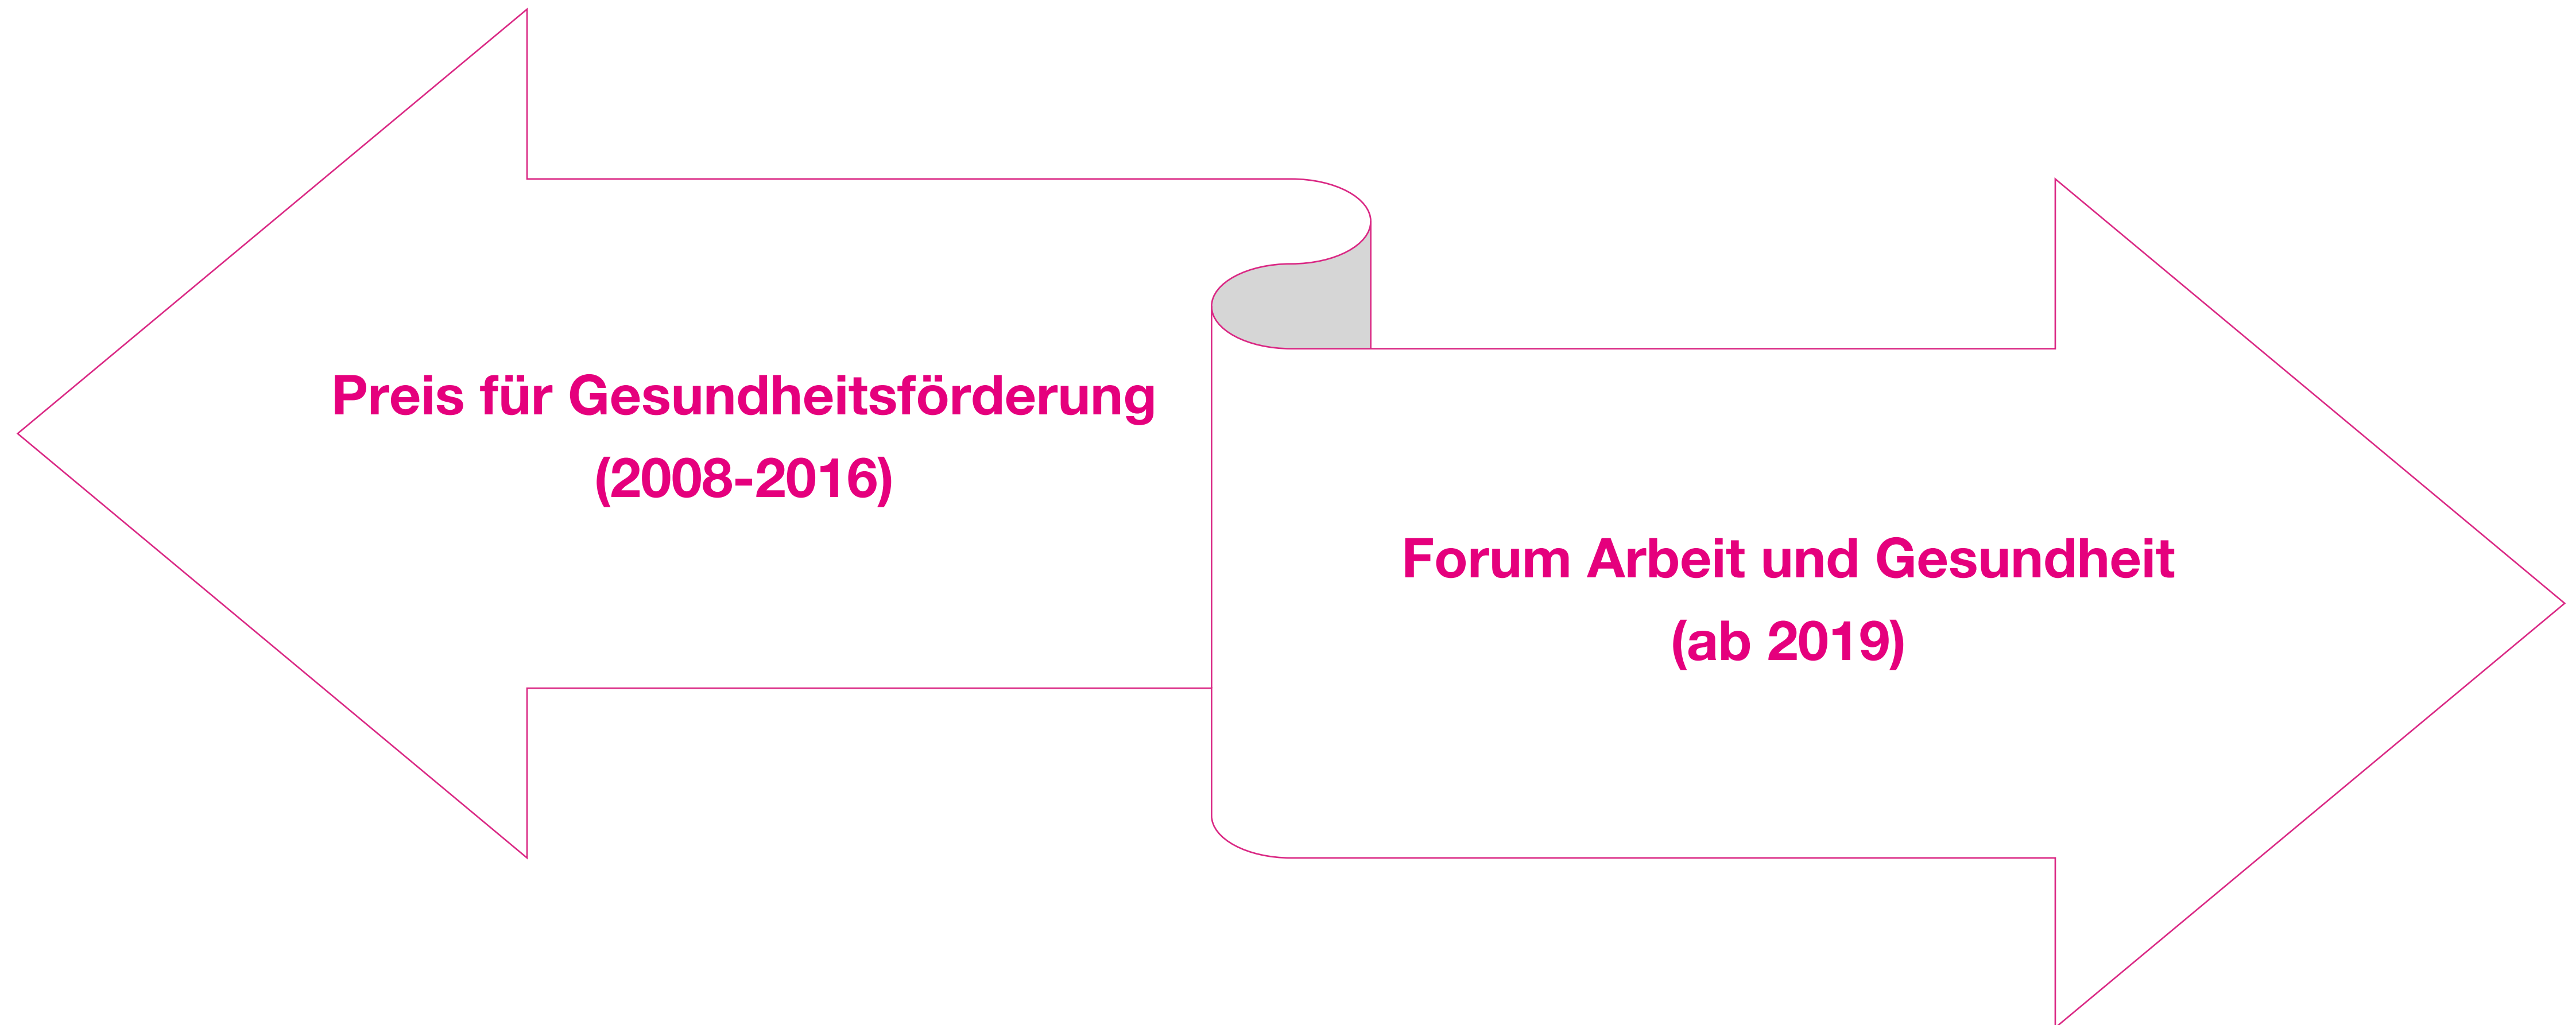 Preis für Gesundheitsförderung
(2008-2016)
Forum Arbeit und Gesundheit
(ab 2019)